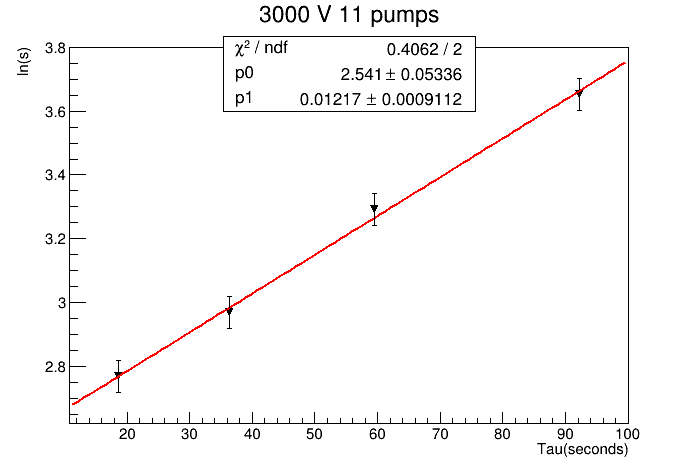 3000 V 11 pumps
χ² / ndf 0.4062 / 2
p0 2.541 ± 0.05336
p1 0.01217 ± 0.0009112
ln(s)
3.8
3.6
3.4
3.2
3
2.8
20 30 40 50 60 70 80 90 100
Tau(seconds)